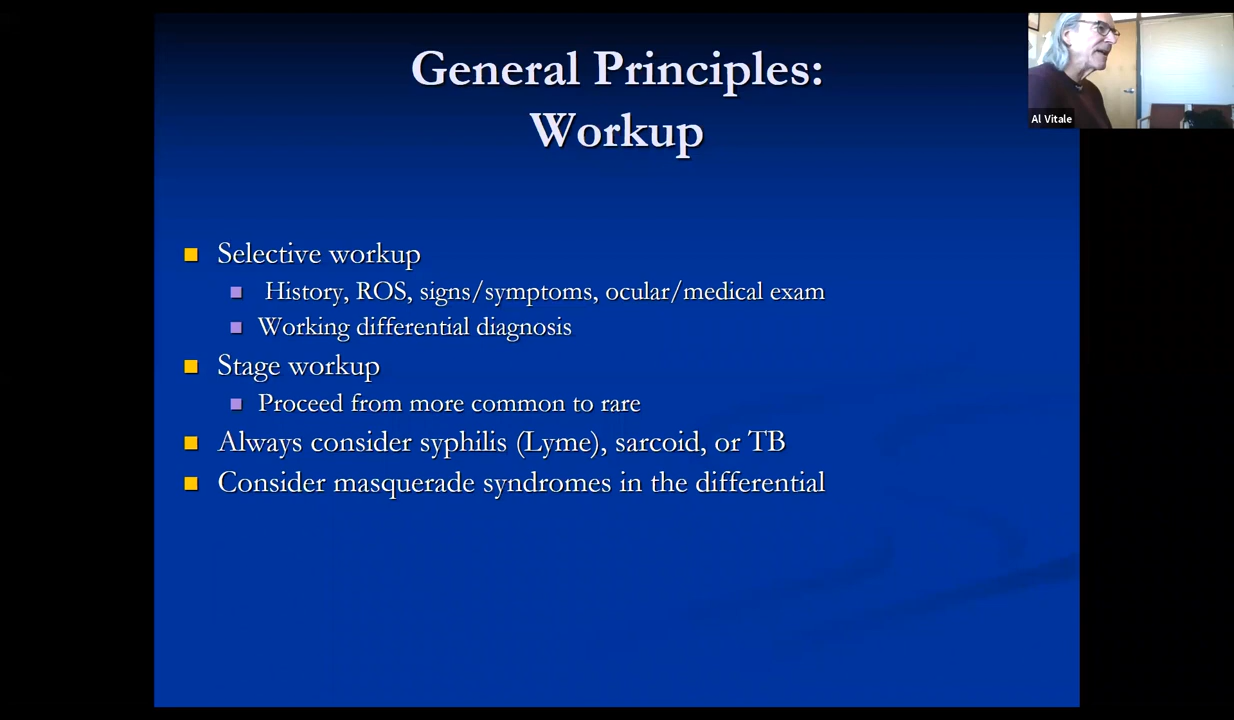 General Principles:
Workup
Al Vitale
Selective workup
History, ROS, signs/symptoms, ocular/medical exam
Working differential diagnosis
Stage workup
Proceed from more common to rare
Always consider syphilis (Lyme), sarcoid, or TB
Consider masquerade syndromes in the differential